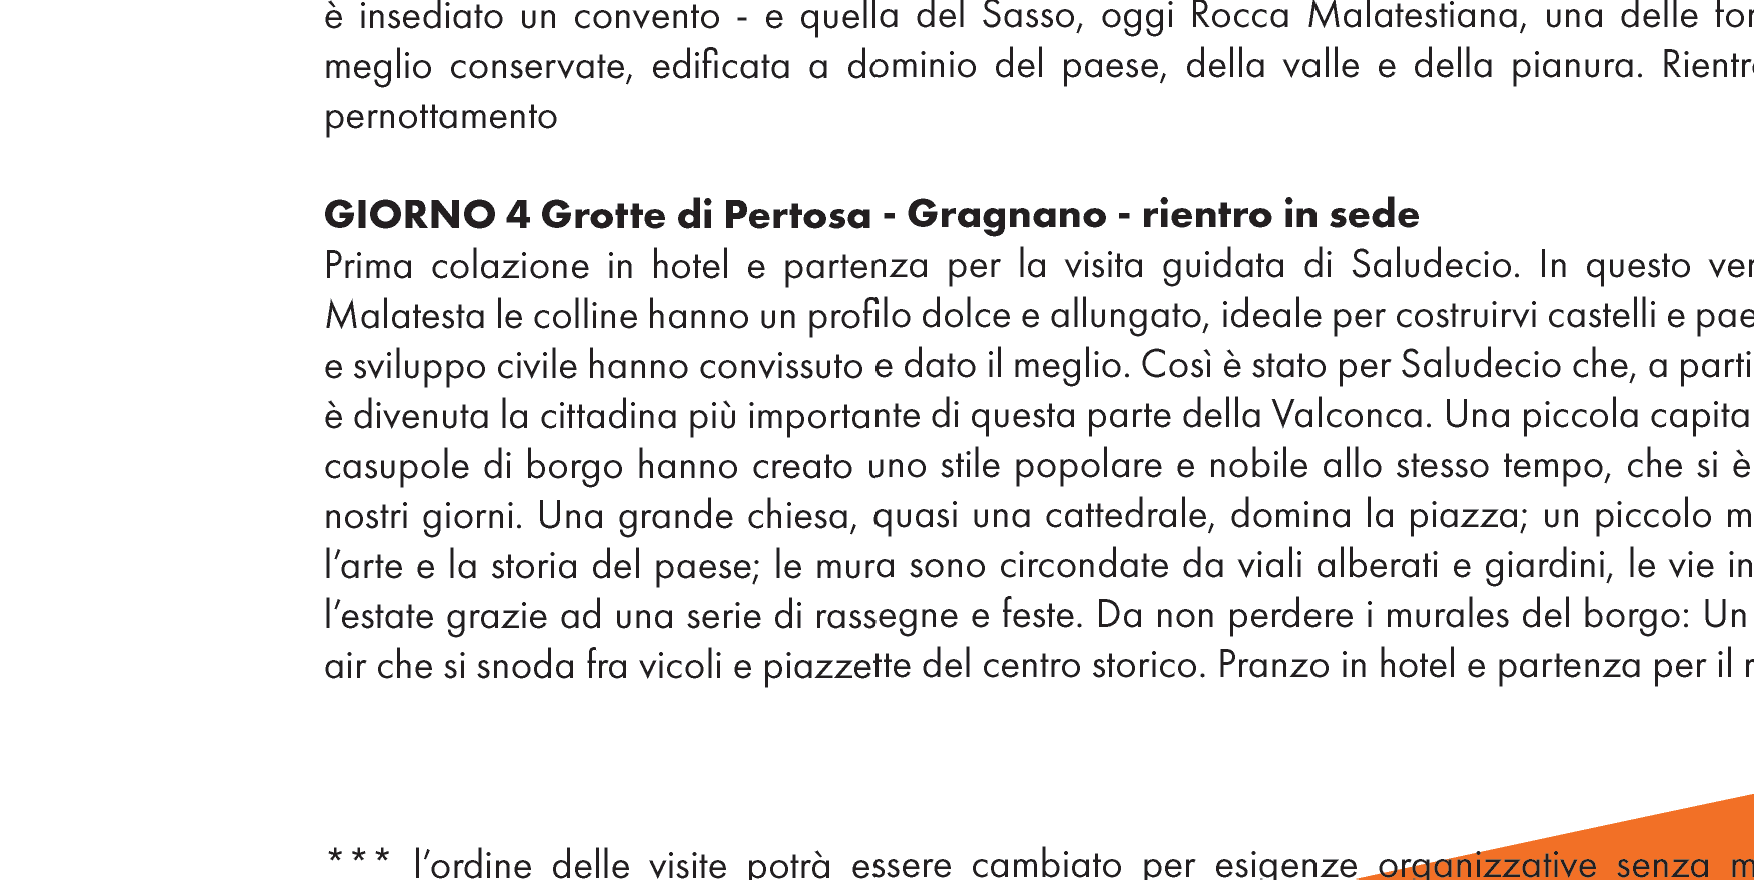 è insediato un convento - e quella del Sasso, oggi Rocca Malatestiana, una delle
meglio conservate, edificata a dominio del paese, della valle e della pianura.
pernottamento
GIORNO 4 Grotte di Pertosa - Gragnano - rientro in sede
Prima colazione in hotel e partenza per la visita guidata di Saludecio. In questo
Malatesta le colline hanno un profilo dolce e allungato, ideale per costruirvi castelli e
e sviluppo civile hanno convissuto e dato il meglio. Così è stato per Saludecio che, a
è divenuta la cittadina più importante di questa parte della Valconca. Una piccola
casupole di borgo hanno creato uno stile popolare e nobile allo stesso tempo, che si è
nostri giorni. Una grande chiesa, quasi una cattedrale, domina la piazza; un piccolo
l’arte e la storia del paese; le mura sono circondate da viali alberati e giardini, le vie
l’estate grazie ad una serie di rassegne e feste. Da non perdere i murales del borgo: Un
air che si snoda fra vicoli e piazzette del centro storico. Pranzo in hotel e partenza per il
*** l’ordine delle visite potrà essere cambiato per esigenze organizzative senza